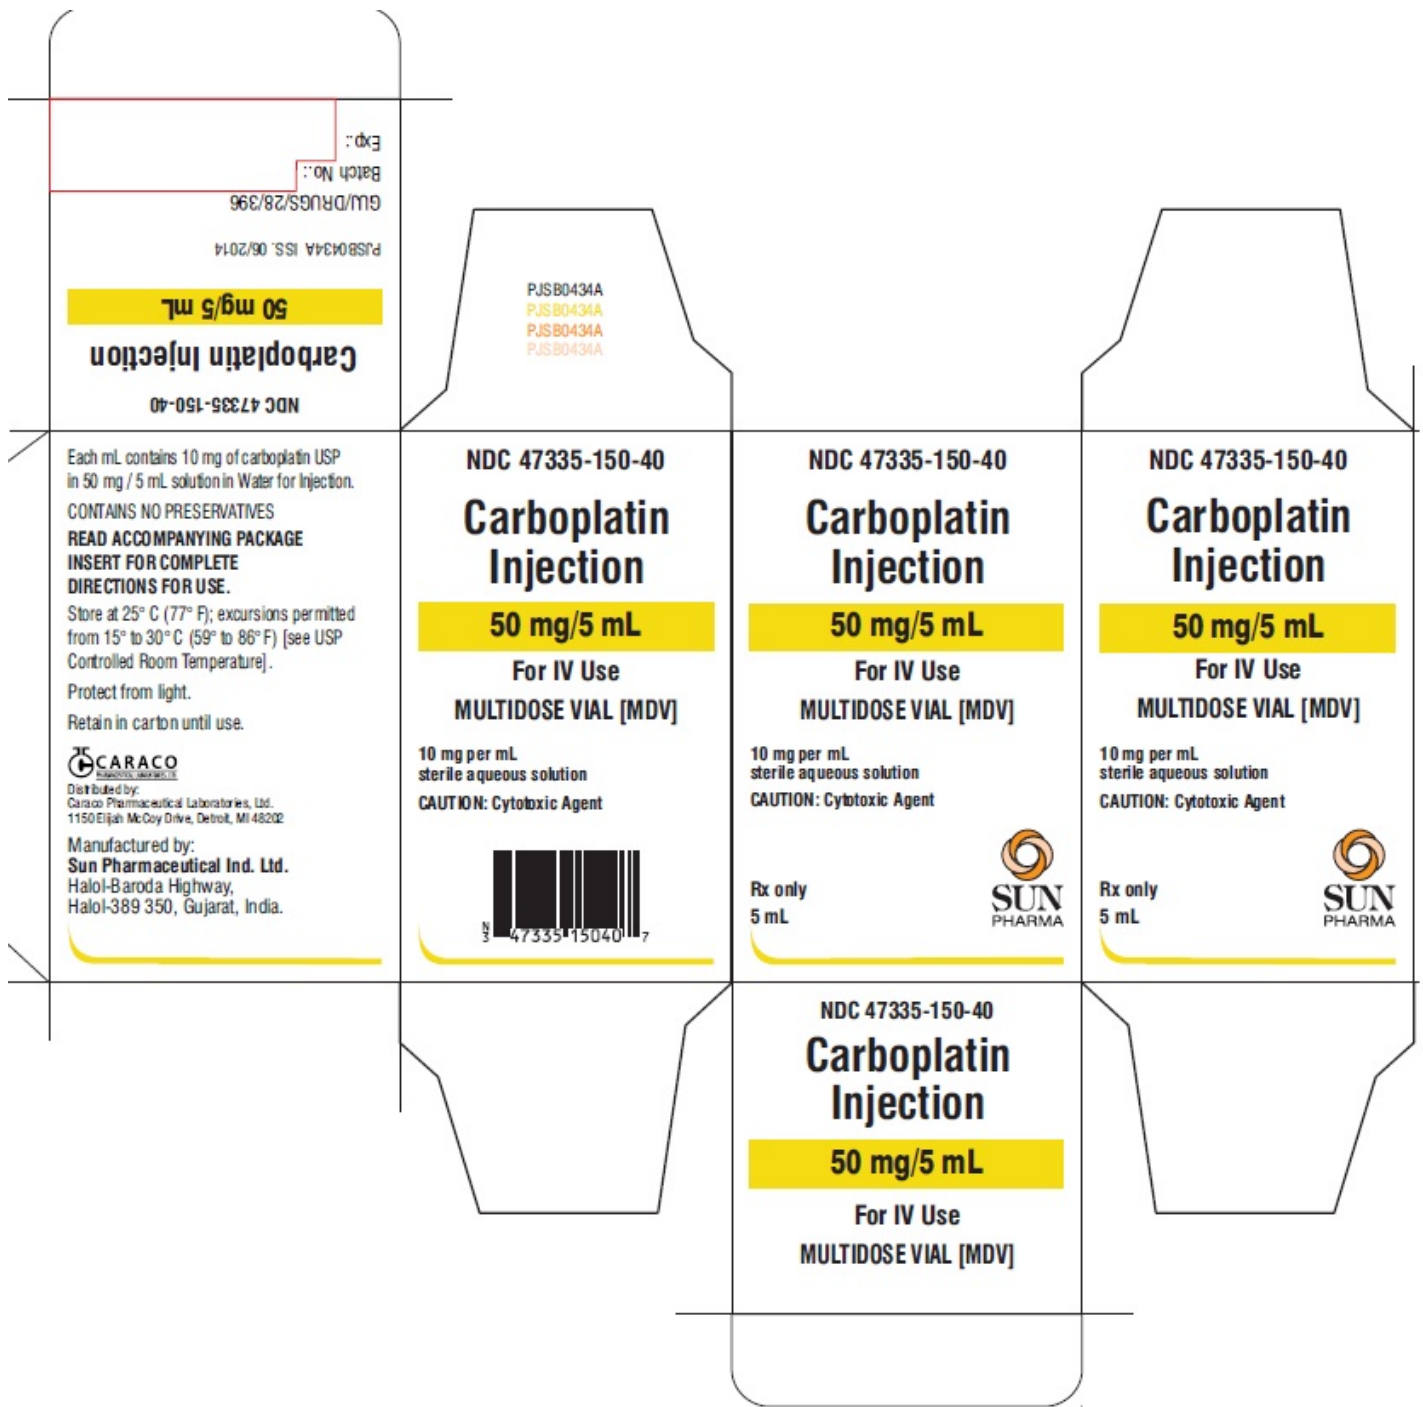 Exp.:
Batch No.:
GUJ/DRUGS/28/396
PJSB0434A ISS. 06/2014
50 mg/5 mL
Carboplatin Injection
NDC 47335-150-40
PJSB0434A
PJSB0434A
PJSB0434A
PJSB0434A
Each mL contains 10 mg of carboplatin USP
in 50 mg / 5 mL solution in Water for Injection.
CONTAINS NO PRESERVATIVES
READ ACCOMPANYING PACKAGE
INSERT FOR COMPLETE
DIRECTIONS FOR USE.
Store at 25° C (77° F); excursions permitted
from 15° to 30° C (59° to 86° F) [see USP
Controlled Room Temperature].
Protect from light.
Retain in carton until use.
CARACO
PHARMACEUTICAL LABORATORIES, LTD.
Distributed by:
Caraco Pharmaceutical Laboratories, Ltd.
1150 Elijah McCoy Drive, Detroit, MI 48202
Manufactured by:
Sun Pharmaceutical Ind. Ltd.
Halol-Baroda Highway,
Halol-389 350, Gujarat, India.
NDC 47335-150-40
Carboplatin
Injection
50 mg/5 mL
For IV Use
MULTIDOSE VIAL [MDV]
10 mg per mL
sterile aqueous solution
CAUTION: Cytotoxic Agent
N
3 47335 15040 7
NDC 47335-150-40
Carboplatin
Injection
50 mg/5 mL
For IV Use
MULTIDOSE VIAL [MDV]
10 mg per mL
sterile aqueous solution
CAUTION: Cytotoxic Agent
Rx only
5 mL
SUN
PHARMA
NDC 47335-150-40
Carboplatin
Injection
50 mg/5 mL
For IV Use
MULTIDOSE VIAL [MDV]
10 mg per mL
sterile aqueous solution
CAUTION: Cytotoxic Agent
Rx only
5 mL
SUN
PHARMA
NDC 47335-150-40
Carboplatin
Injection
50 mg/5 mL
For IV Use
MULTIDOSE VIAL [MDV]